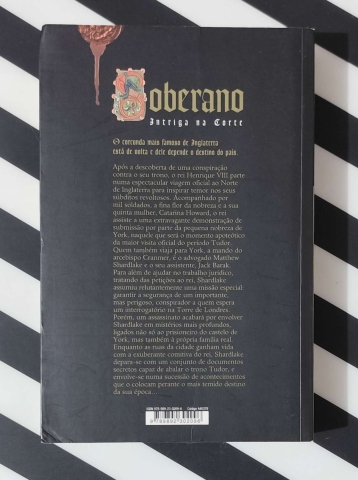 Soberano
Intriga na Corte
O corcunda mais famoso de Inglaterra
está de volta e dele depende o destino do país.
Após a descoberta de uma conspiração
contra o seu trono, o rei Henrique VIII parte
numa espectacular viagem oficial ao Norte
de Inglaterra para inspirar temor nos seus
súbditos revoltosos. Acompanhado por
mil soldados, a fina flor da nobreza e a sua
quinta mulher, Catarina Howard, o rei
assiste a uma extravagante demonstração de
submissão por parte da pequena nobreza de
York, naquele que será o momento apoteótico
da maior visita oficial do período Tudor.
Quem também viaja para York, a mando do
arcebispo Cranmer, é o advogado Matthew
Shardlake e o seu assistente, Jack Barak.
Para além de ajudar no trabalho jurídico,
tratando das petições ao rei, Shardlake
assumiu relutantemente uma missão especial:
garantir a segurança de um importante,
mas perigoso, conspirador a quem espera
um interrogatório na Torre de Londres.
Porém, um assassinato acabará por envolver
Shardlake em mistérios mais profundos,
ligados não só ao prisioneiro do castelo de
York, mas também à própria família real.
Enquanto as ruas da cidade ganham vida
com a exuberante comitiva do rei, Shardlake
depara-se com um conjunto de documentos
secretos capaz de abalar o trono Tudor, e
envolve-se numa sucessão de acontecimentos
que o colocam perante o mais temido destino
da sua época...